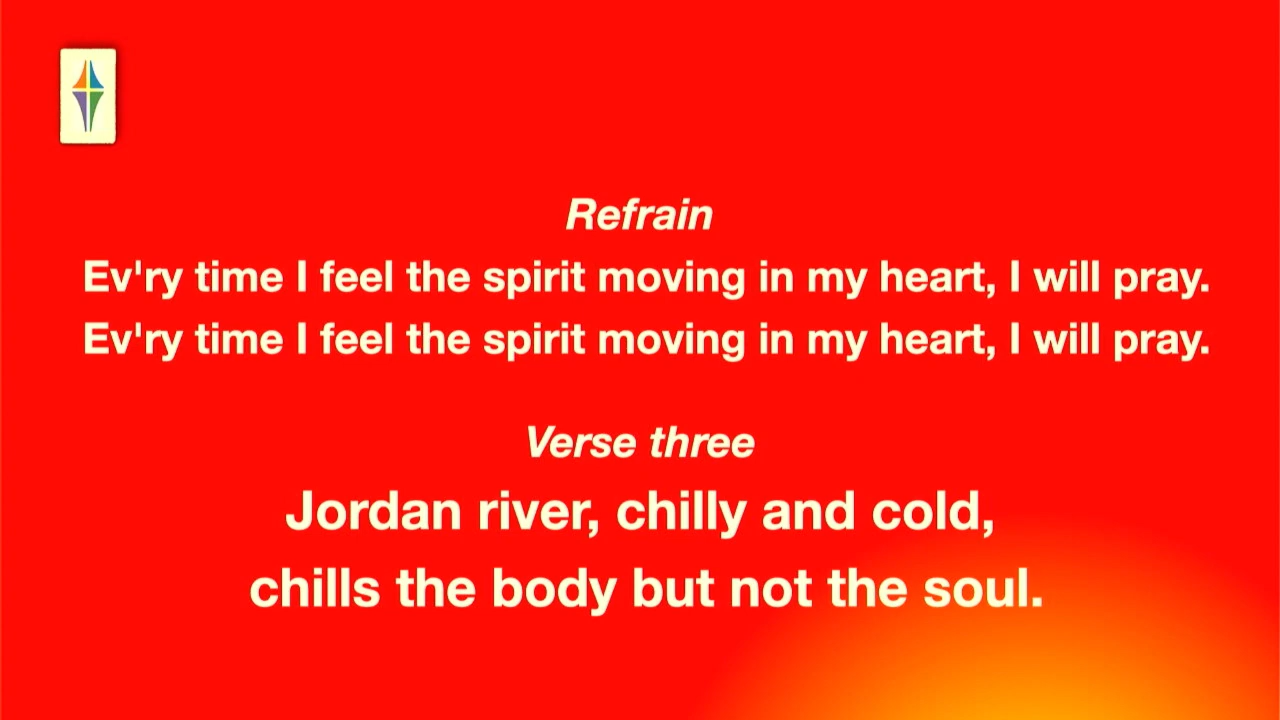 Refrain
Ev'ry time I feel the spirit moving in my heart, I will pray.
Ev'ry time I feel the spirit moving in my heart, I will pray.
Verse three
Jordan river, chilly and cold,
chills the body but not the soul.